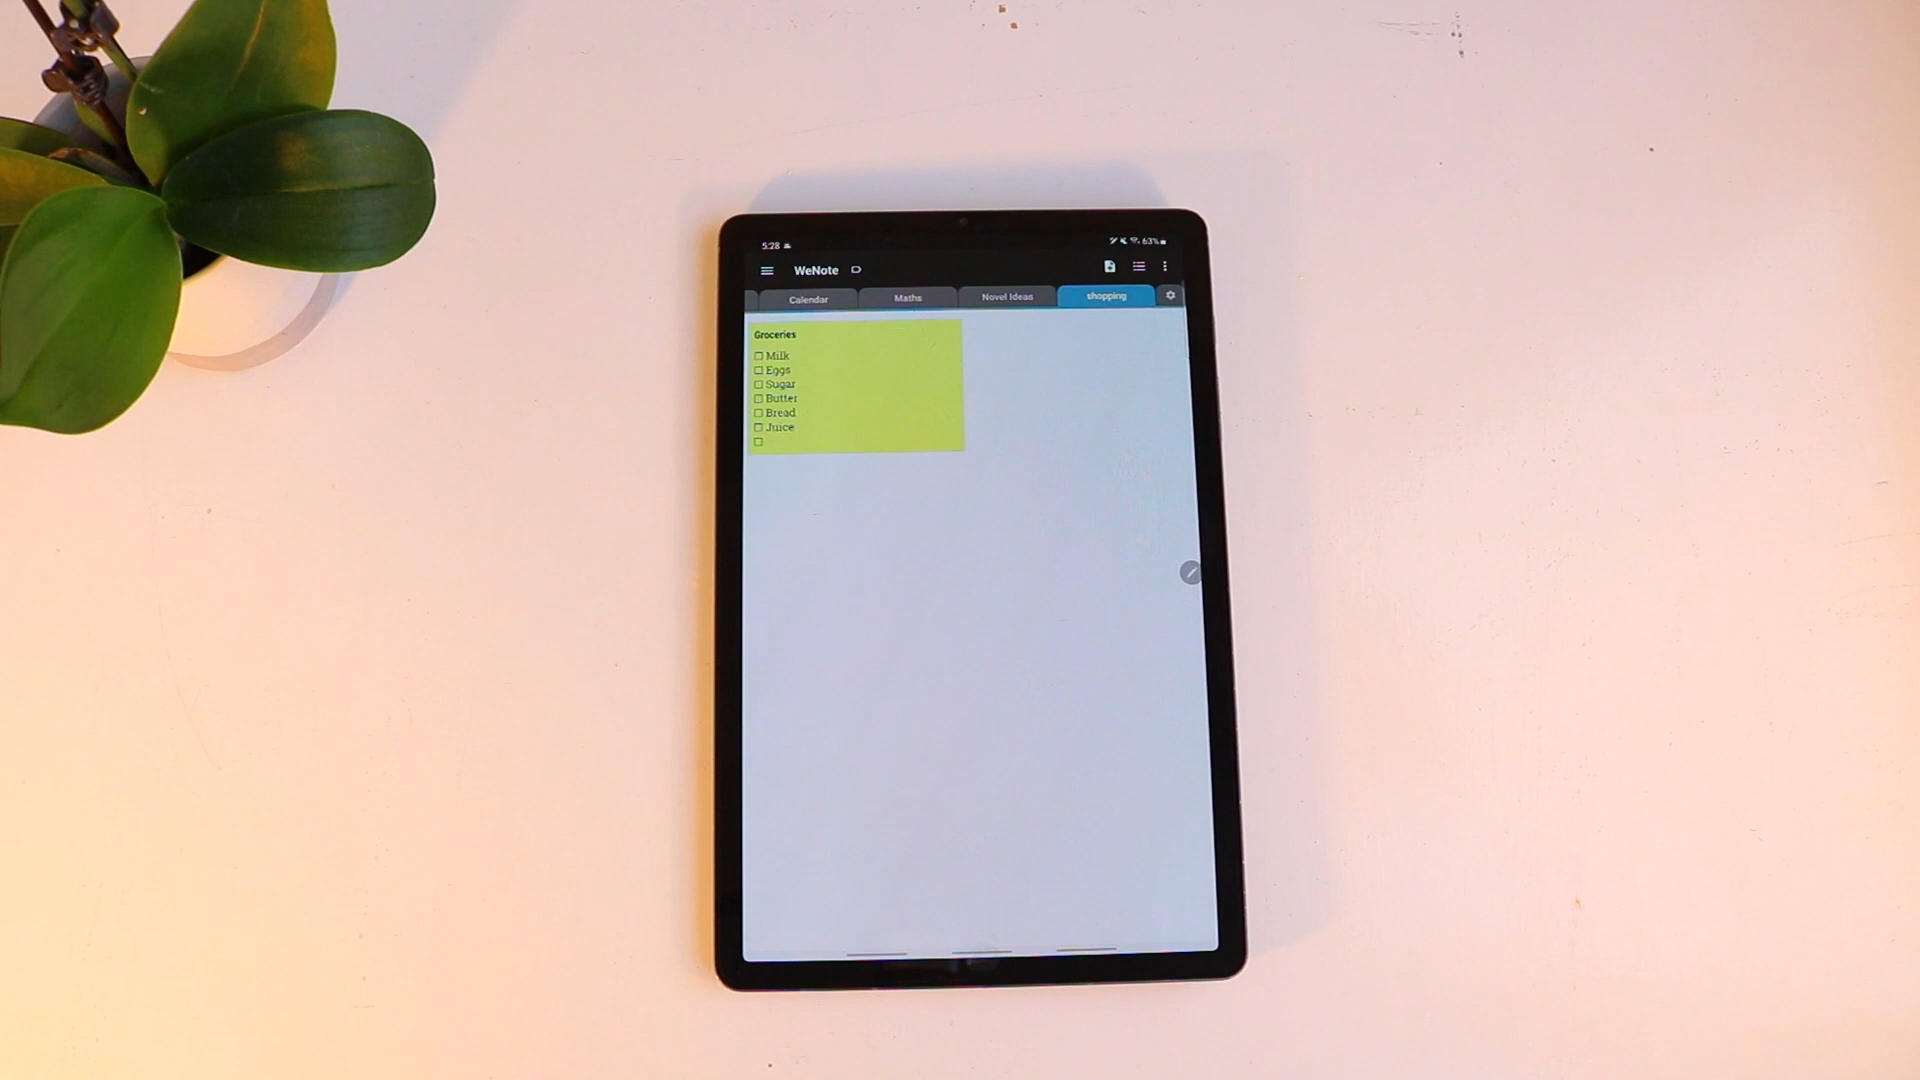 5:28 63%
WeNote
Calendar Maths Novel Ideas shopping
Groceries
Milk
Eggs
Sugar
Butter
Bread
Juice